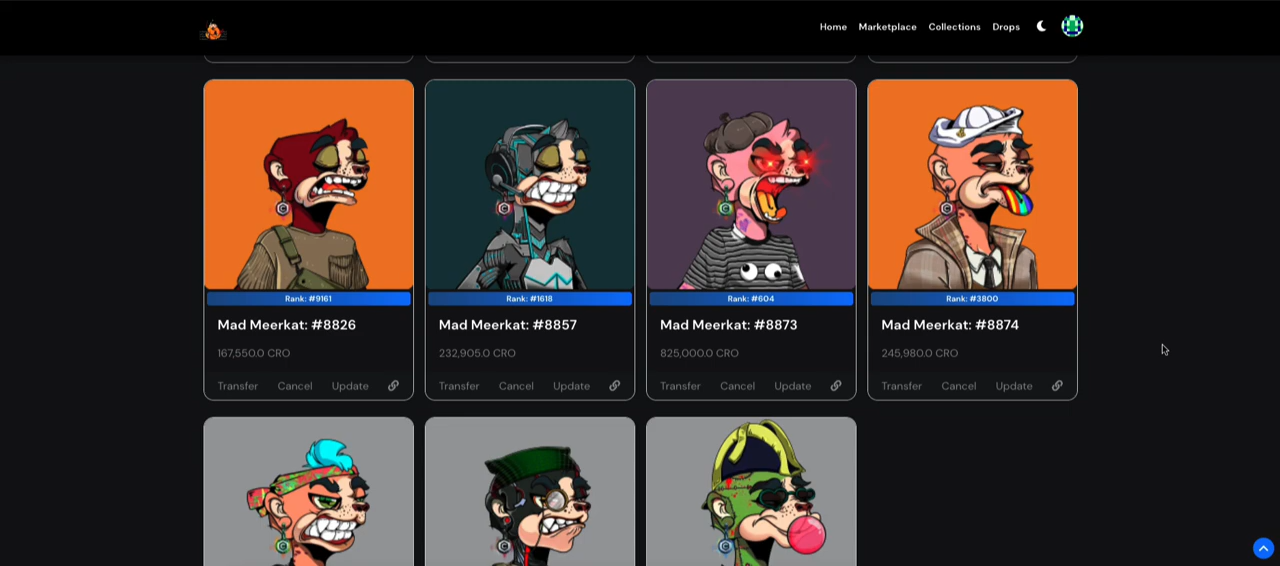 Home Marketplace Collections Drops
Rank: #9161
Mad Meerkat: #8826
167,550.0 CRO
Transfer Cancel Update
Rank: #1618
Mad Meerkat: #8857
232,905.0 CRO
Transfer Cancel Update
Rank: #604
Mad Meerkat: #8873
825,000.0 CRO
Transfer Cancel Update
Rank: #3800
Mad Meerkat: #8874
245,980.0 CRO
Transfer Cancel Update